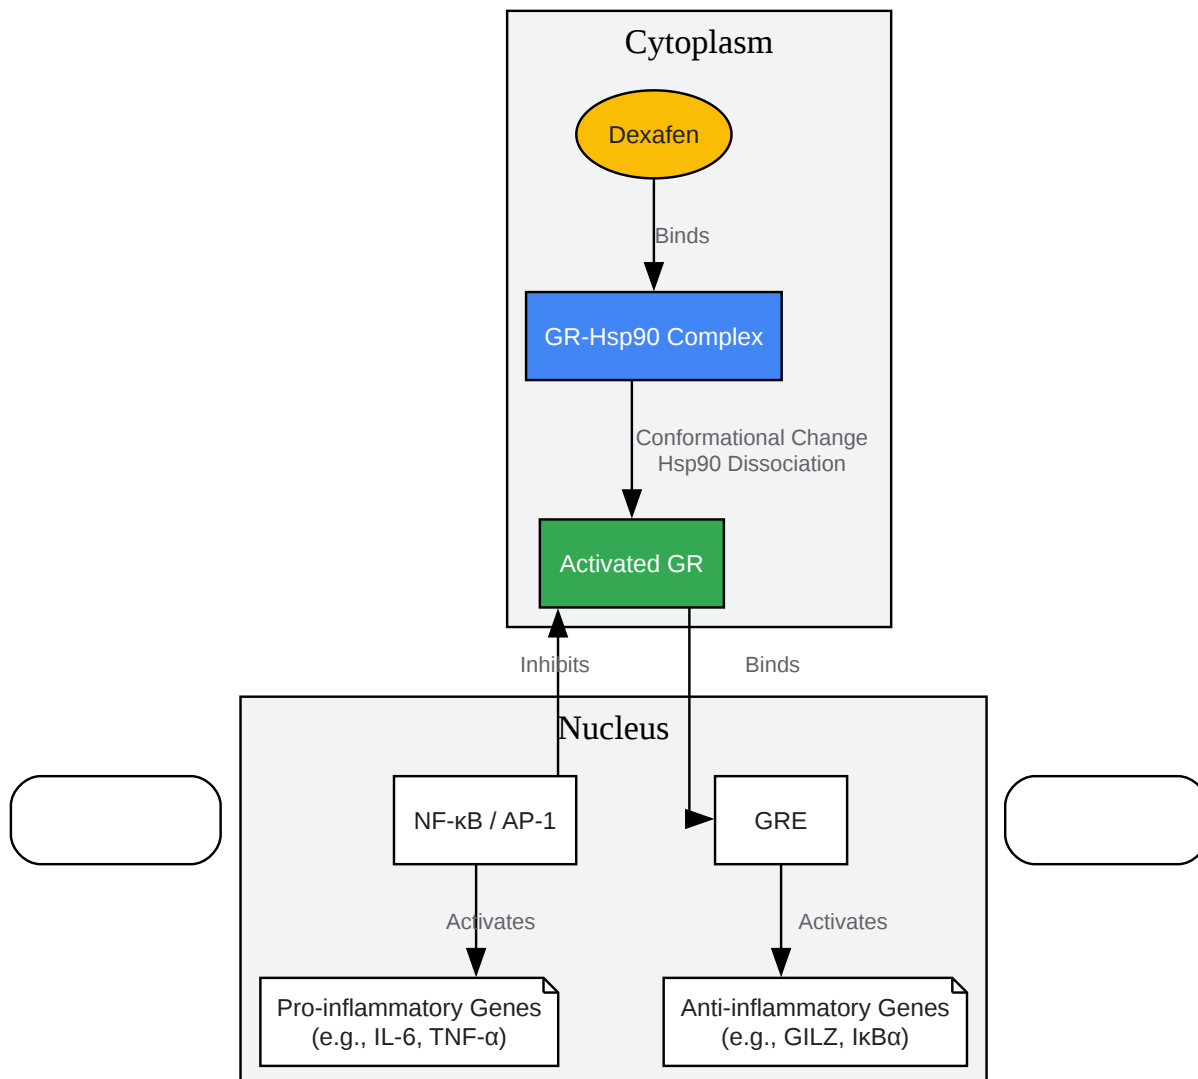 Cytoplasm
Dexafen
Binds
GR-Hsp90 Complex
Conformational Change
Hsp90 Dissociation
Activated GR
Inhibits
Binds
Nucleus
NF-κB / AP-1
GRE
Activates
Activates
Pro-inflammatory Genes
(e.g., IL-6, TNF-α)
Anti-inflammatory Genes
(e.g., GILZ, IκBα)